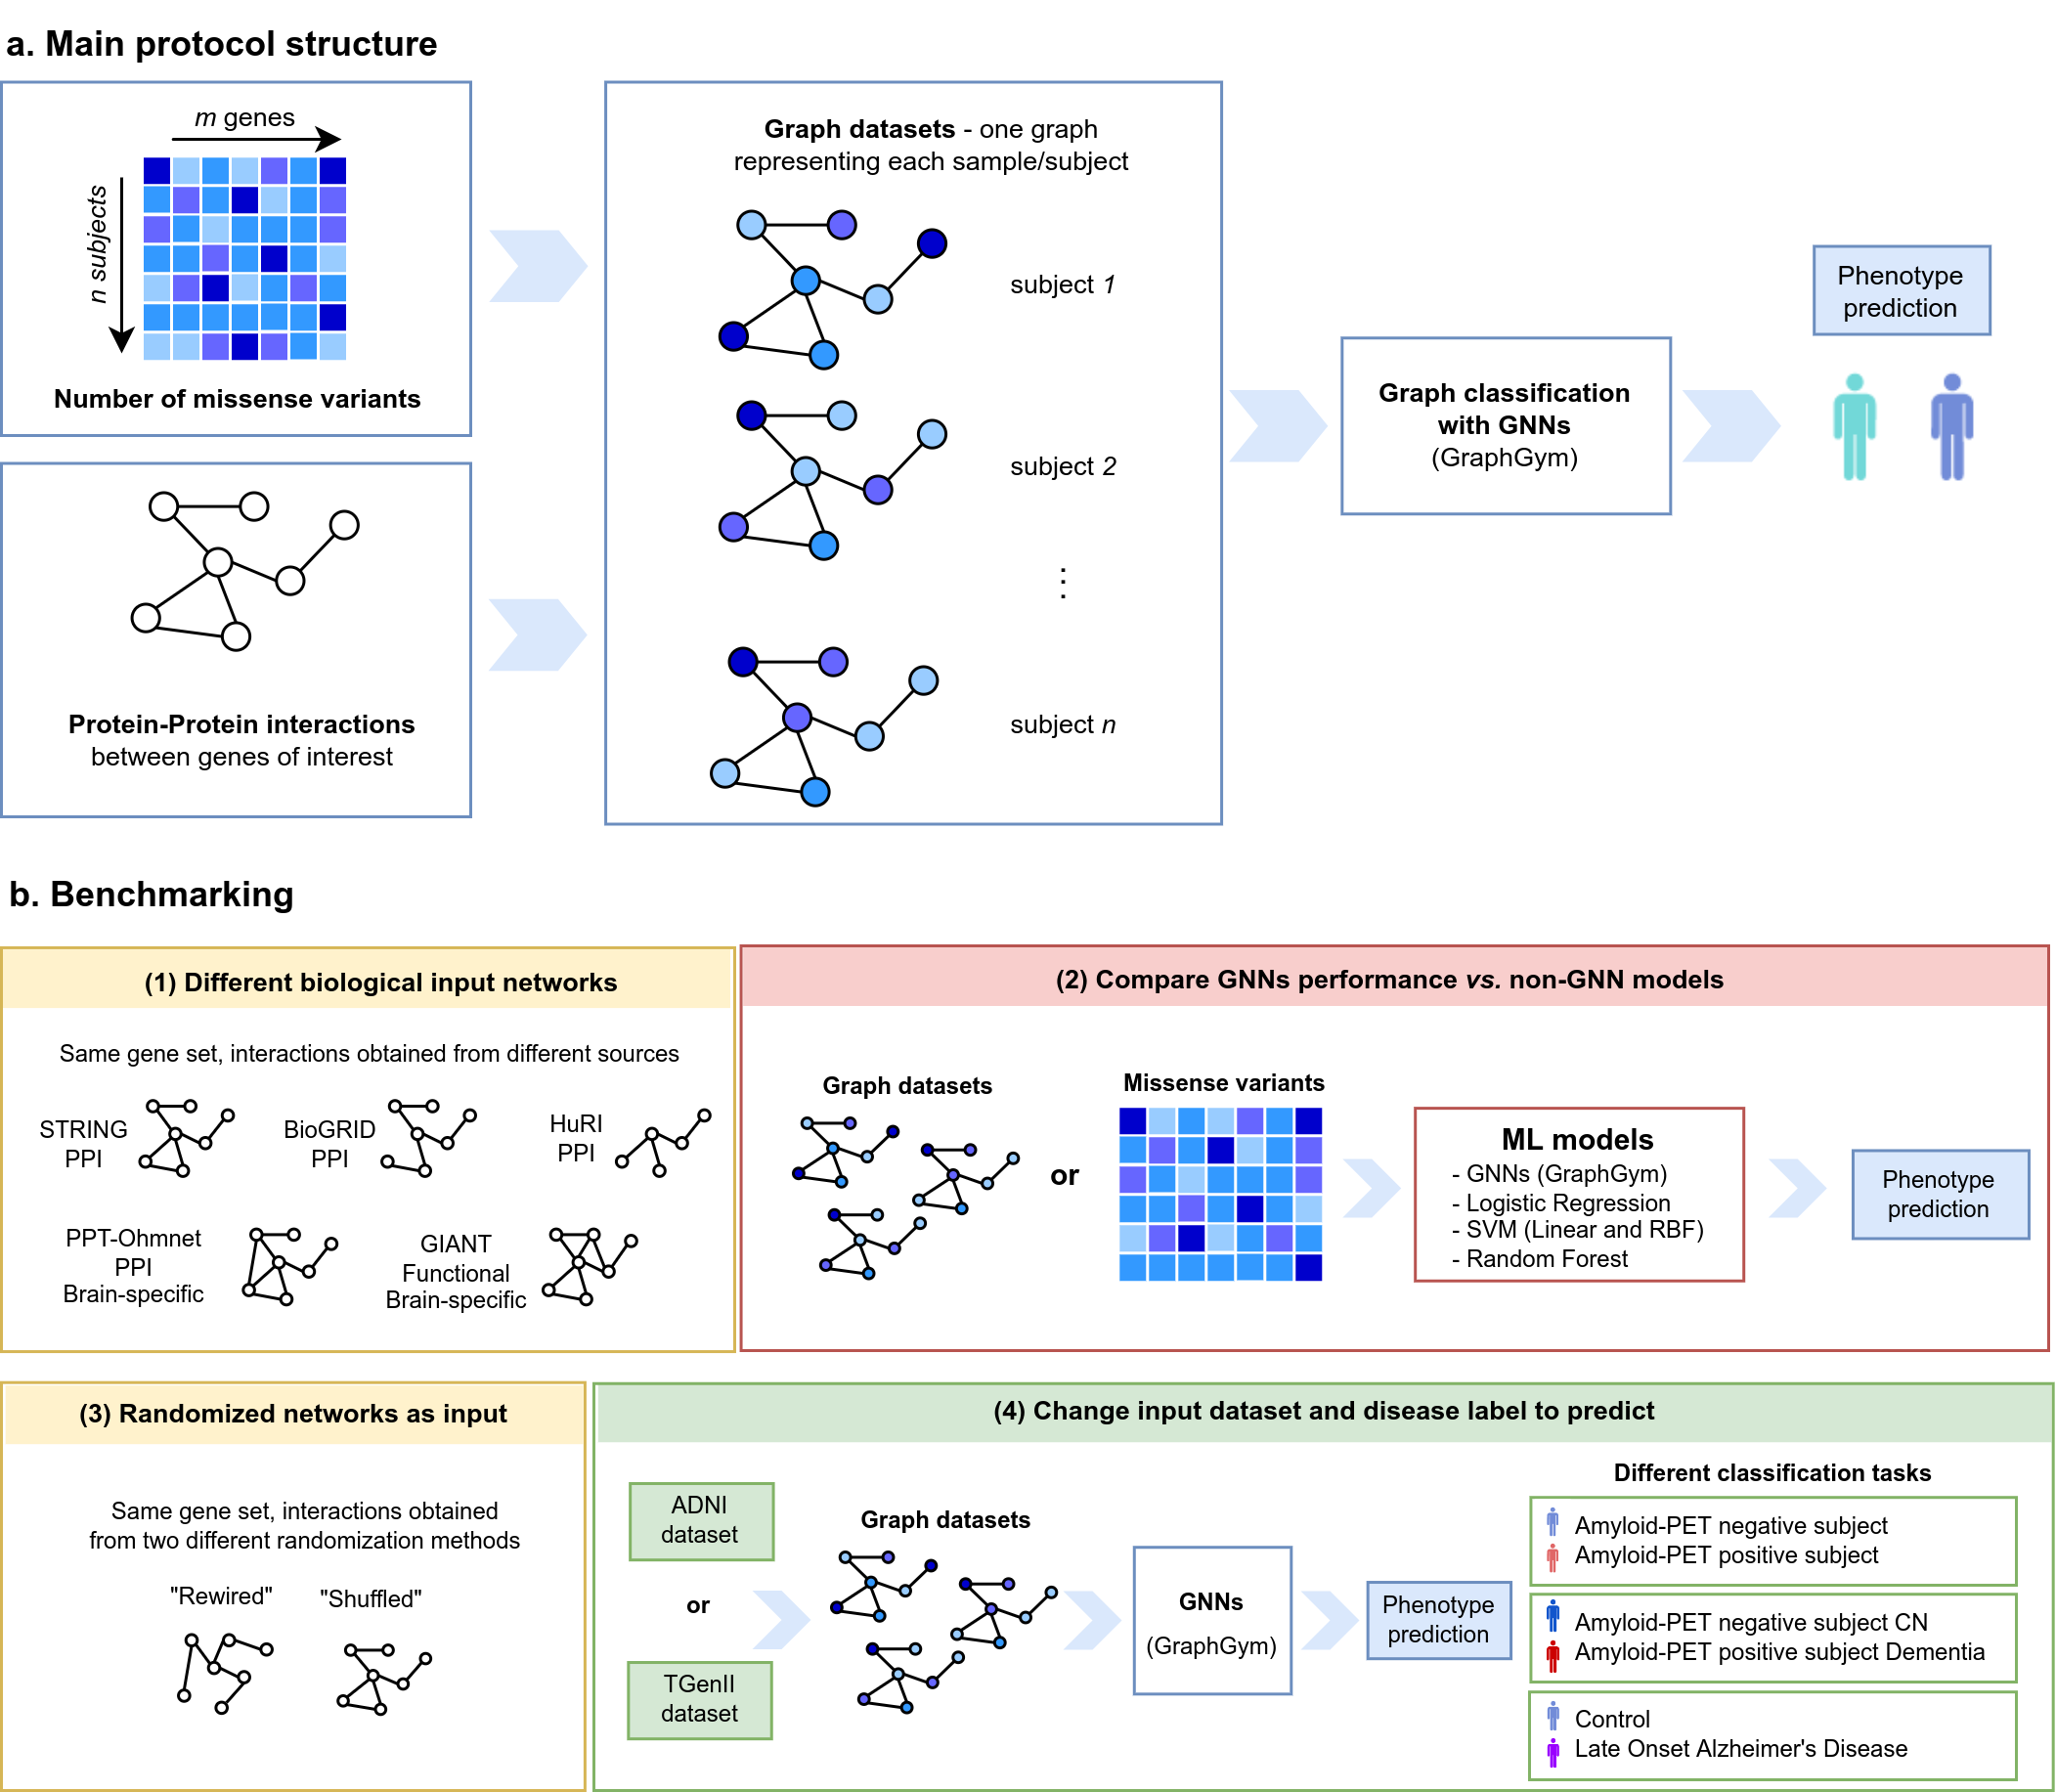 a. Main protocol structure
m genes
n subjects
Number of missense variants
Protein-Protein interactions
between genes of interest
Graph datasets - one graph
representing each sample/subject
subject 1
subject 2
⋮
subject n
Graph classification
with GNNs
(GraphGym)
Phenotype
prediction
b. Benchmarking
(1) Different biological input networks
Same gene set, interactions obtained from different sources
STRING
PPI
BioGRID
PPI
HuRI
PPI
PPT-Ohmnet
PPI
Brain-specific
GIANT
Functional
Brain-specific
(2) Compare GNNs performance vs. non-GNN models
Graph datasets
or
Missense variants
ML models
- GNNs (GraphGym)
- Logistic Regression
- SVM (Linear and RBF)
- Random Forest
Phenotype
prediction
(3) Randomized networks as input
Same gene set, interactions obtained
from two different randomization methods
"Rewired"
"Shuffled"
(4) Change input dataset and disease label to predict
ADNI
dataset
or
TGenII
dataset
Graph datasets
GNNs
(GraphGym)
Phenotype
prediction
Different classification tasks
Amyloid-PET negative subject
Amyloid-PET positive subject
Amyloid-PET negative subject CN
Amyloid-PET positive subject Dementia
Control
Late Onset Alzheimer's Disease